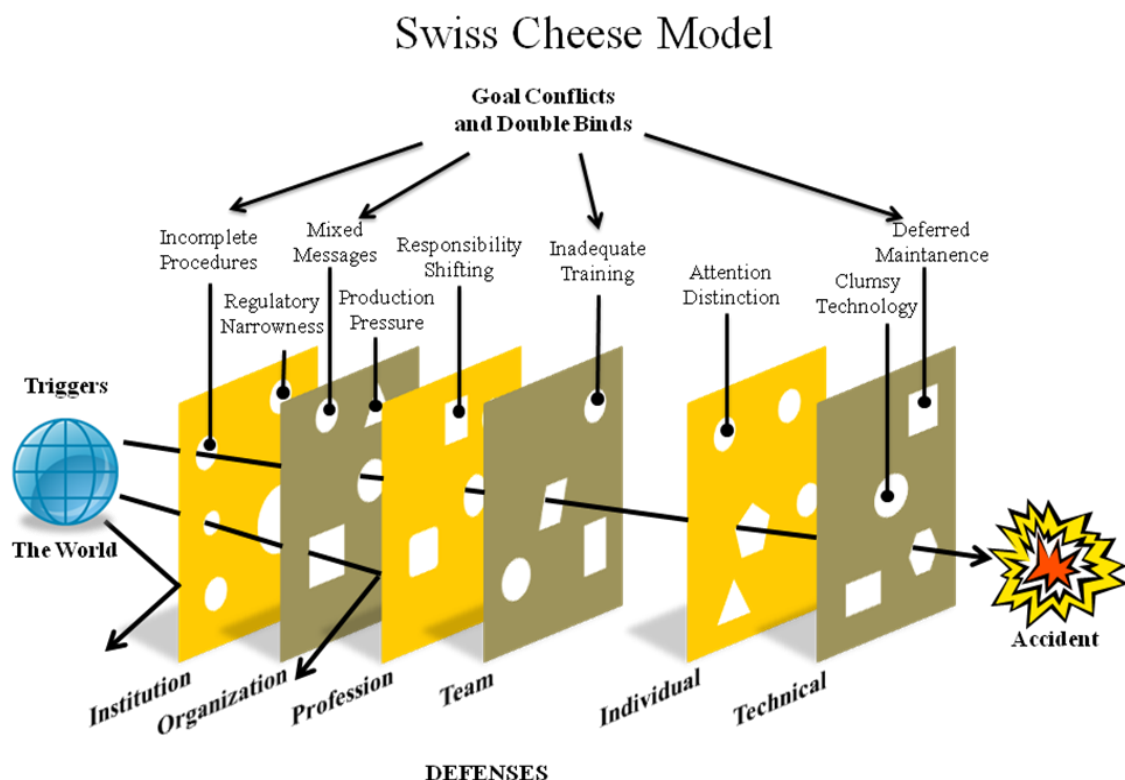 Swiss Cheese Model
Goal Conflicts
and Double Binds
Incomplete
Procedures
Mixed
Messages
Responsibility
Shifting
Inadequate
Training
Deferred
Maintanence
Regulatory
Narrowness
Production
Pressure
Attention
Distinction
Clumsy
Technology
Triggers
The World
Accident
Institution
Organization
Profession
Team
Individual
Technical
DEFENSES